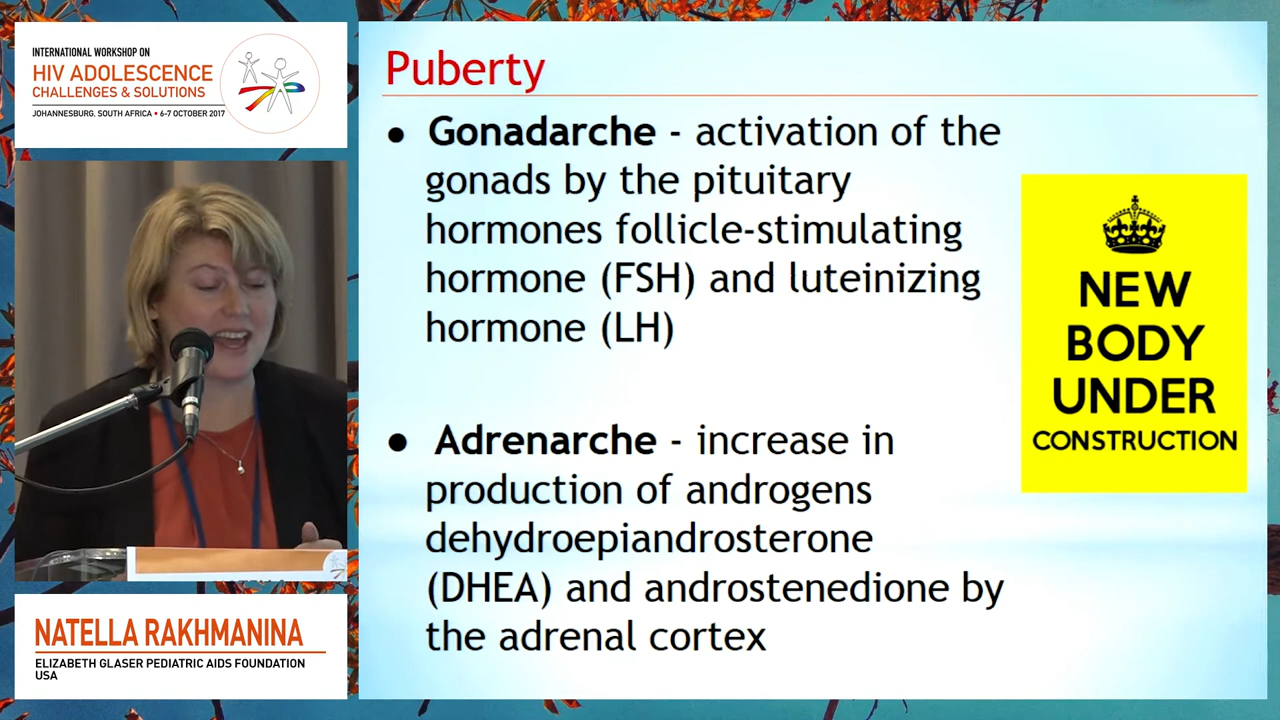 INTERNATIONAL WORKSHOP ON
HIV ADOLESCENCE
CHALLENGES & SOLUTIONS
JOHANNESBURG, SOUTH AFRICA • 6-7 OCTOBER 2017
NATELLA RAKHMANINA
ELIZABETH GLASER PEDIATRIC AIDS FOUNDATION
USA
Puberty
• Gonadarche - activation of the
gonads by the pituitary
hormones follicle-stimulating
hormone (FSH) and luteinizing
hormone (LH)
• Adrenarche - increase in
production of androgens
dehydroepiandrosterone
(DHEA) and androstenedione by
the adrenal cortex
NEW
BODY
UNDER
CONSTRUCTION